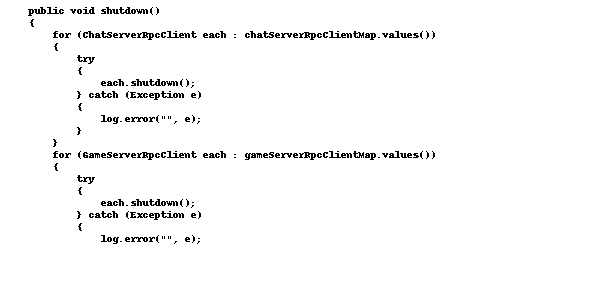 public void shutdown()
{
for (ChatServerRpcClient each : chatServerRpcClientMap.values())
{
try
{
each.shutdown();
} catch (Exception e)
{
log.error("", e);
}
}
for (GameServerRpcClient each : gameServerRpcClientMap.values())
{
try
{
each.shutdown();
} catch (Exception e)
{
log.error("", e);